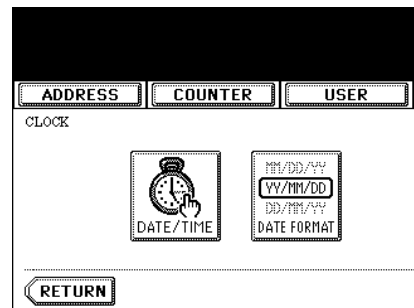 ADDRESS COUNTER USER
CLOCK
MM/DD/YY
YY/MM/DD
DD/MM/YY
DATE/TIME DATE FORMAT
RETURN